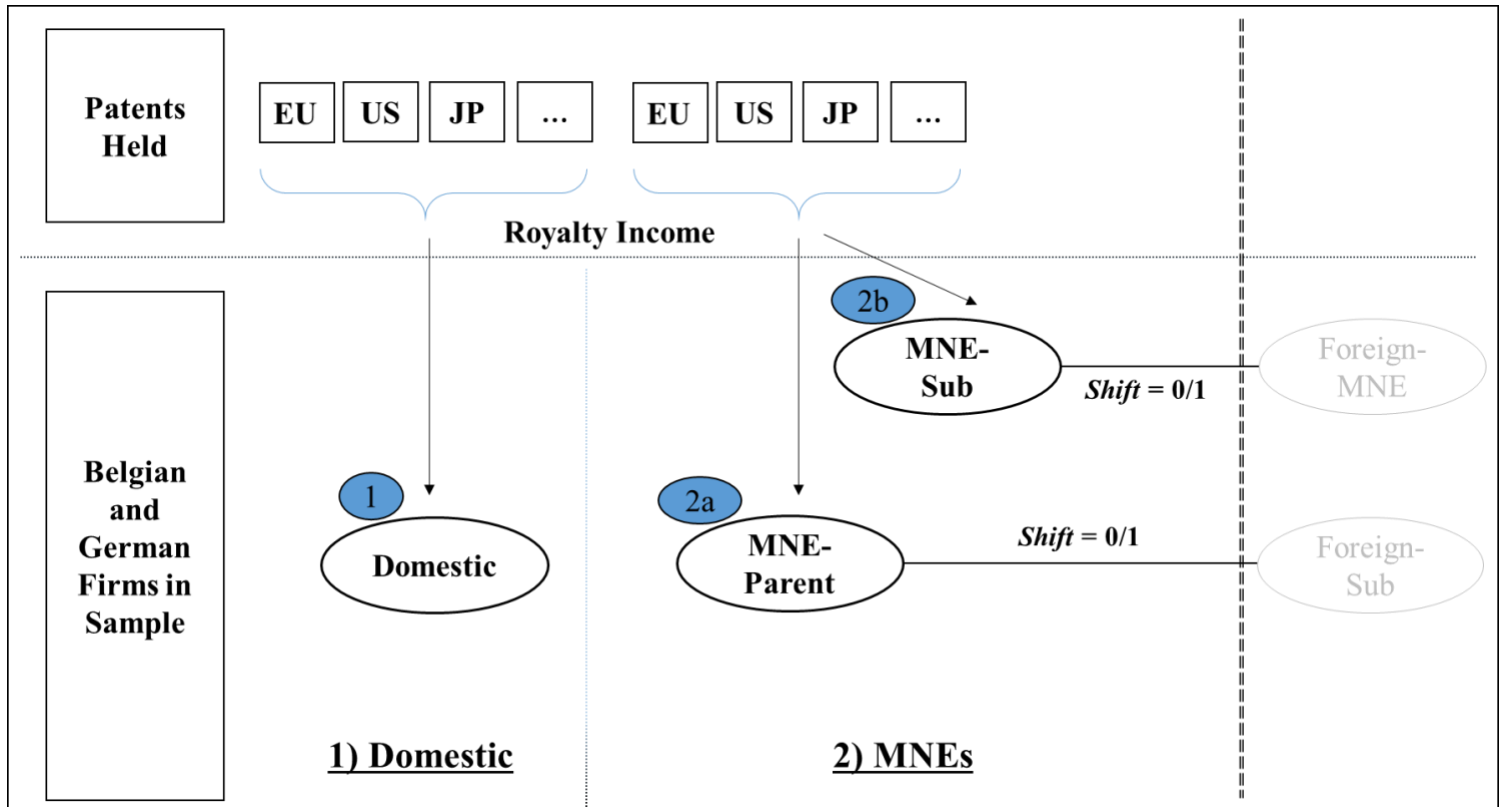 Patents
Held
EU US JP ... EU US JP ...
Royalty Income
Belgian
and
German
Firms in
Sample
2b
MNE-
Sub
Shift = 0/1
Foreign-
MNE
1
Domestic
2a
MNE-
Parent
Shift = 0/1
Foreign-
Sub
1) Domestic
2) MNEs